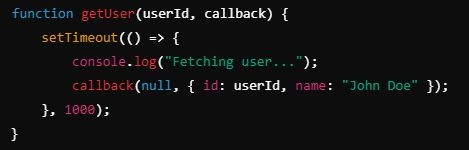 function getUser(userId, callback) {
    setTimeout(() => {
        console.log("Fetching user...");
        callback(null, { id: userId, name: "John Doe" });
    }, 1000);
}